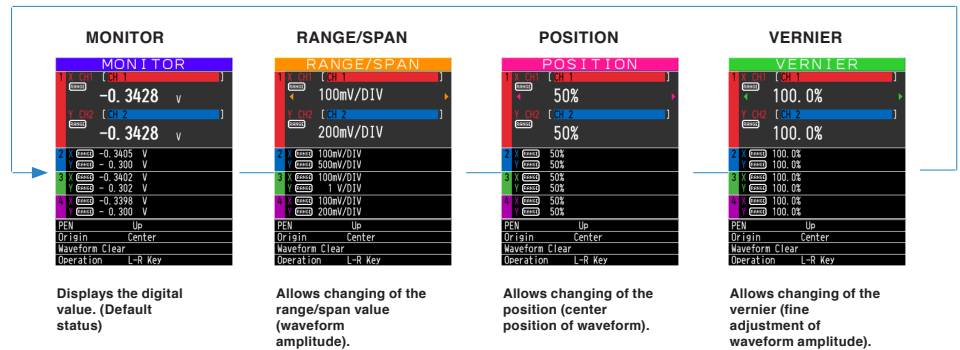 MONITOR
RANGE/SPAN
POSITION
VERNIER
MONITOR
1 X CH1 [CH 1 ]
RANGE
-0.3428 V
Y CH2 [CH 2 ]
RANGE
-0.3428 V
2 X RANGE -0.3405 V
Y RANGE - 0.300 V
3 X RANGE -0.3402 V
Y RANGE - 0.302 V
4 X RANGE -0.3398 V
Y RANGE - 0.300 V
PEN Up
Origin Center
Waveform Clear
Operation L-R Key
RANGE/SPAN
1 X CH1 [CH 1 ]
RANGE
100mV/DIV
Y CH2 [CH 2 ]
RANGE
200mV/DIV
2 X RANGE 100mV/DIV
Y RANGE 500mV/DIV
3 X RANGE 100mV/DIV
Y RANGE 1 V/DIV
4 X RANGE 100mV/DIV
Y RANGE 200mV/DIV
PEN Up
Origin Center
Waveform Clear
Operation L-R Key
POSITION
1 X CH1 [CH 1 ]
RANGE
50%
Y CH2 [CH 2 ]
RANGE
50%
2 X RANGE 50%
Y RANGE 50%
3 X RANGE 50%
Y RANGE 50%
4 X RANGE 50%
Y RANGE 50%
PEN Up
Origin Center
Waveform Clear
Operation L-R Key
VERNIER
1 X CH1 [CH 1 ]
RANGE
100.0%
Y CH2 [CH 2 ]
RANGE
100.0%
2 X RANGE 100.0%
Y RANGE 100.0%
3 X RANGE 100.0%
Y RANGE 100.0%
4 X RANGE 100.0%
Y RANGE 100.0%
PEN Up
Origin Center
Waveform Clear
Operation L-R Key
Displays the digital
value. (Default
status)
Allows changing of the
range/span value
(waveform
amplitude).
Allows changing of the
position (center
position of waveform).
Allows changing of the
vernier (fine
adjustment of
waveform amplitude).